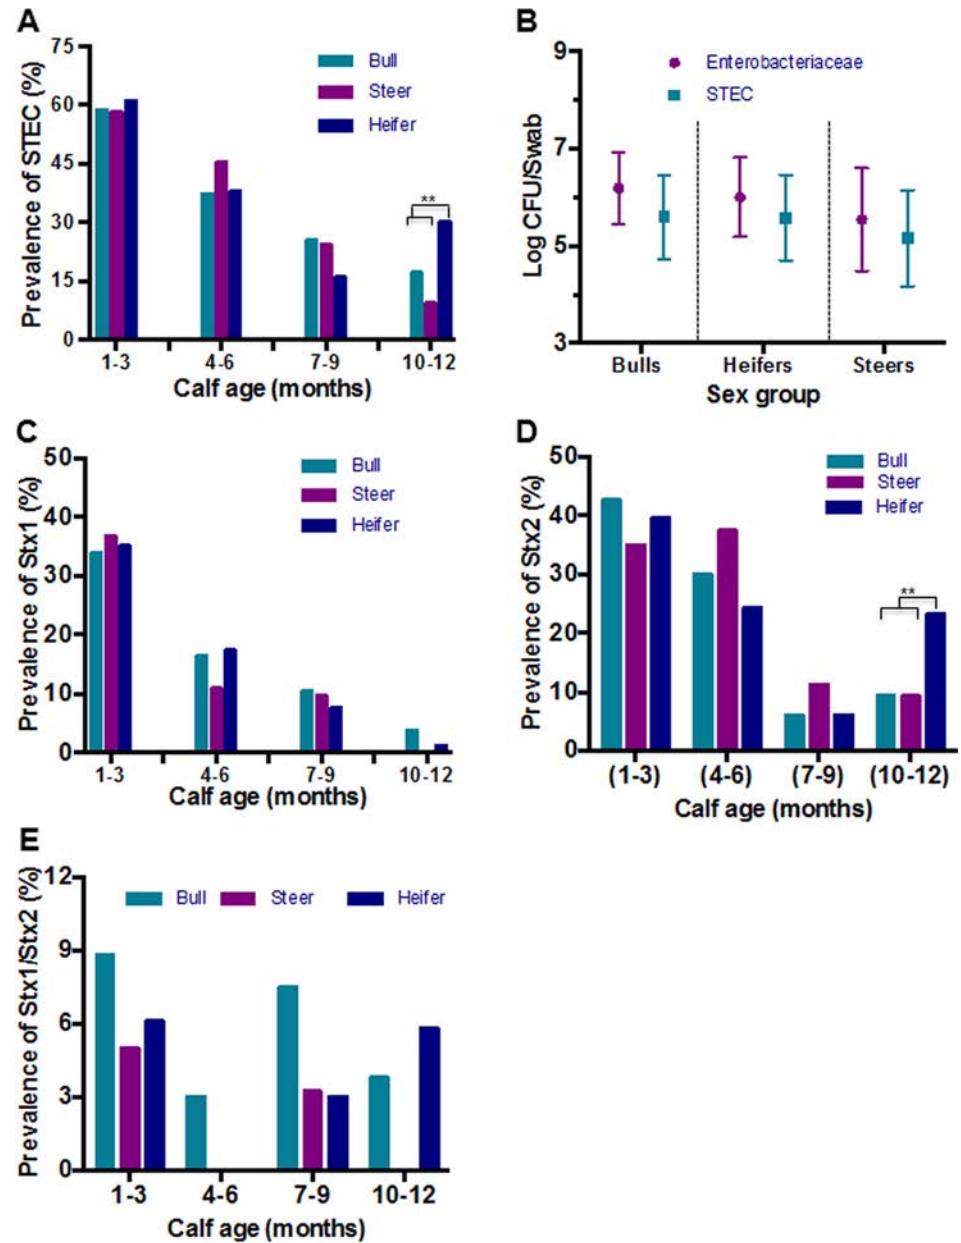 A
Prevalence of STEC (%)
75
60
45
30
15
0
Bull
Steer
Heifer
**
1-3
4-6
7-9
10-12
Calf age (months)
B
Log CFU/Swab
9
7
5
3
Enterobacteriaceae
STEC
Bulls
Heifers
Steers
Sex group
C
Prevalence of Stx1 (%)
50
40
30
20
10
0
Bull
Steer
Heifer
1-3
4-6
7-9
10-12
Calf age (months)
D
Prevalence of Stx2 (%)
50
40
30
20
10
0
Bull
Steer
Heifer
**
(1-3)
(4-6)
(7-9)
(10-12)
Calf age (months)
E
Prevalence of Stx1/Stx2 (%)
12
9
6
3
0
Bull
Steer
Heifer
1-3
4-6
7-9
10-12
Calf age (months)